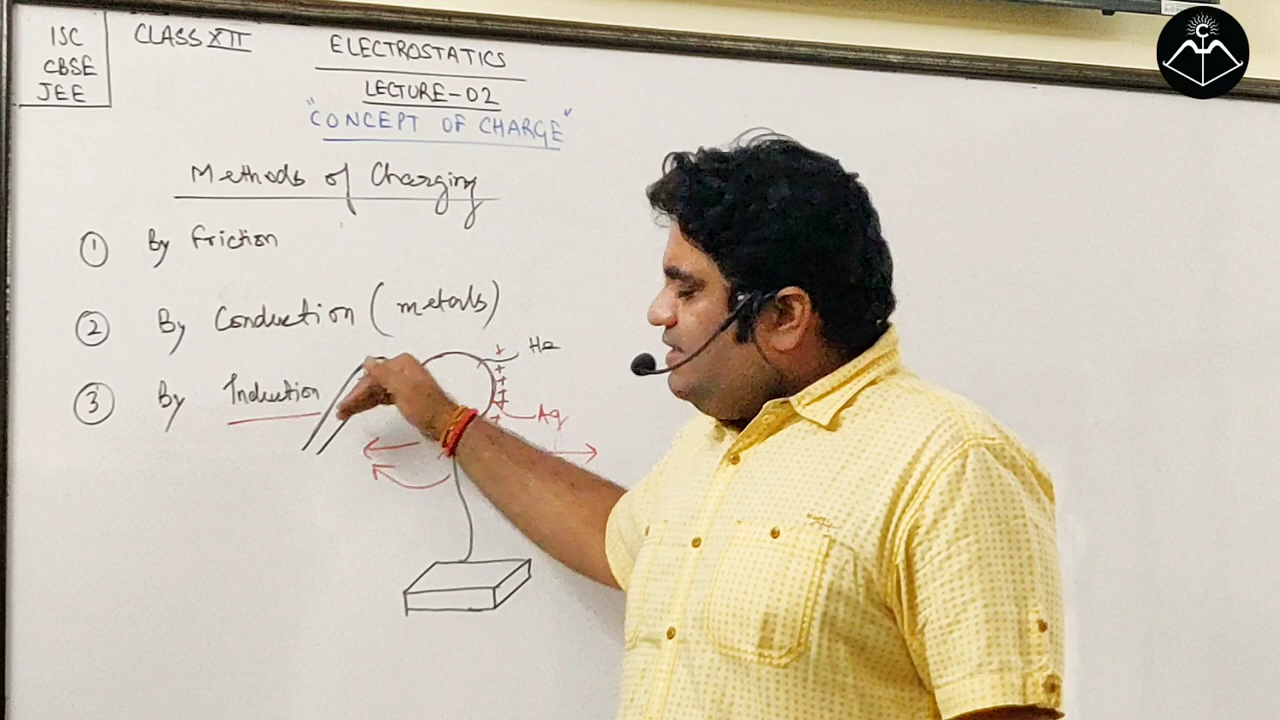 ISC
CBSE
JEE
CLASS XII
ELECTROSTATICS
LECTURE-02
"CONCEPT OF CHARGE"
Methods of Charging
① By Friction
② By Conduction (metals)
③ By Induction
+
+
+
+
+